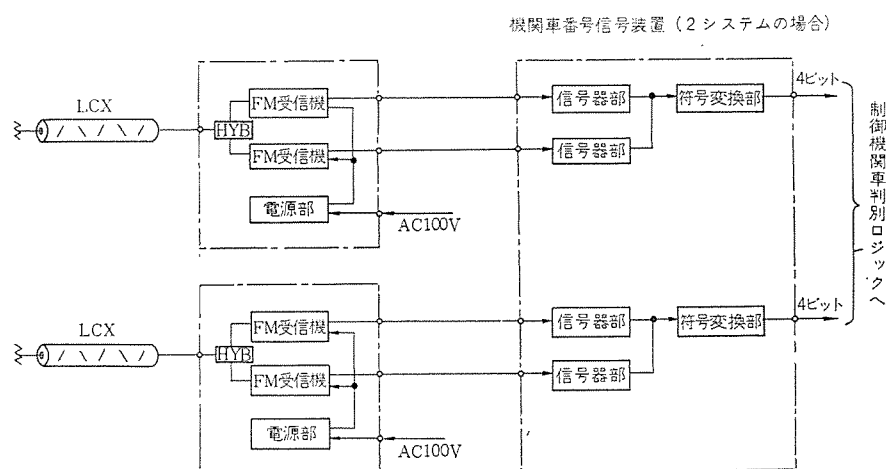 機関車番号信号装置(2システムの場合)
LCX
HYB
FM受信機
FM受信機
電源部
AC100V
信号器部
信号器部
符号変換部
4ビット
制御機関車判別ロジックへ
LCX
HYB
FM受信機
FM受信機
電源部
AC100V
信号器部
信号器部
符号変換部
4ビット